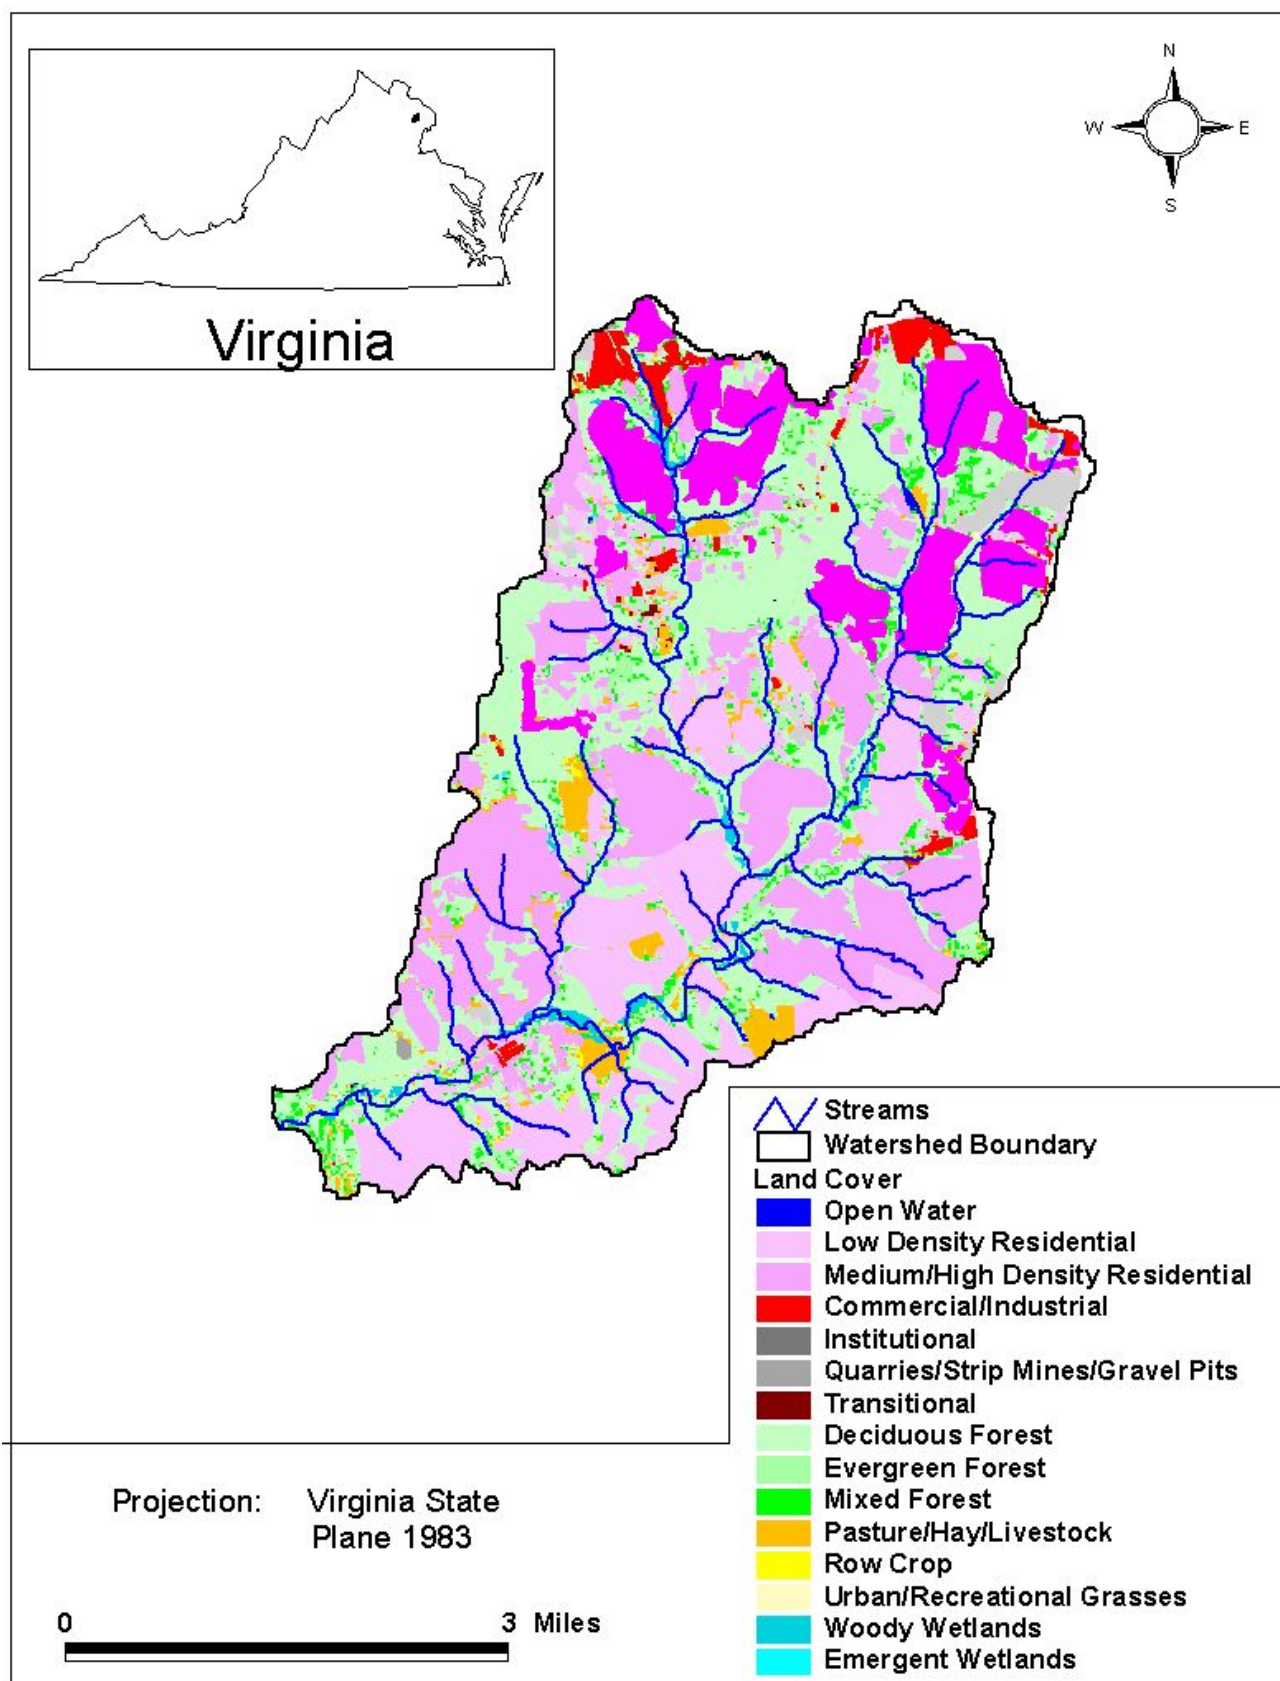 N
W
E
S
Virginia
Streams
Watershed Boundary
Land Cover
Open Water
Low Density Residential
Medium/High Density Residential
Commercial/Industrial
Institutional
Quarries/Strip Mines/Gravel Pits
Transitional
Deciduous Forest
Evergreen Forest
Mixed Forest
Pasture/Hay/Livestock
Row Crop
Urban/Recreational Grasses
Woody Wetlands
Emergent Wetlands
Projection: Virginia State
Plane 1983
0 3 Miles